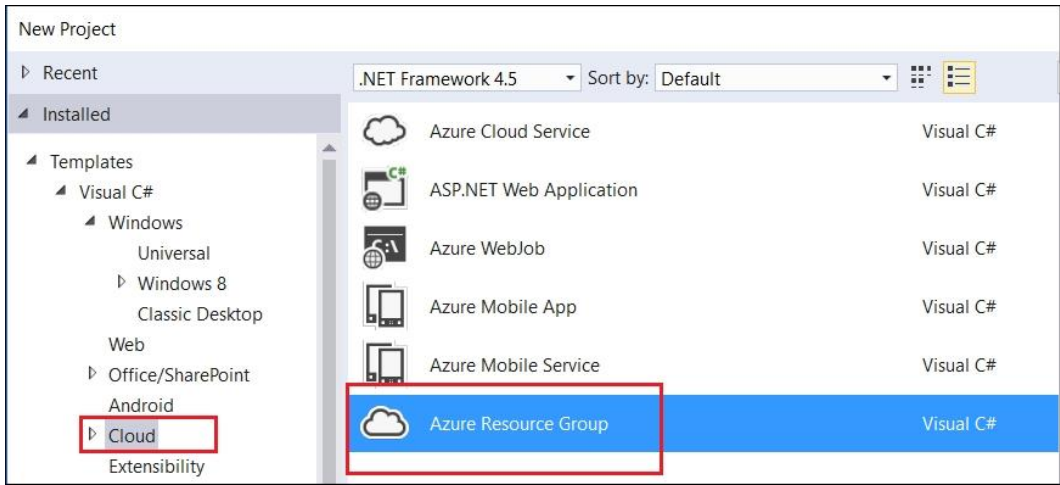 New Project
Recent
.NET Framework 4.5 Sort by: Default
Installed
Templates
Visual C#
Windows
Universal
Windows 8
Classic Desktop
Web
Office/SharePoint
Android
Cloud
Extensibility
Azure Cloud Service Visual C#
C#
ASP.NET Web Application Visual C#
C:\
Azure WebJob Visual C#
Azure Mobile App Visual C#
Azure Mobile Service Visual C#
Azure Resource Group Visual C#